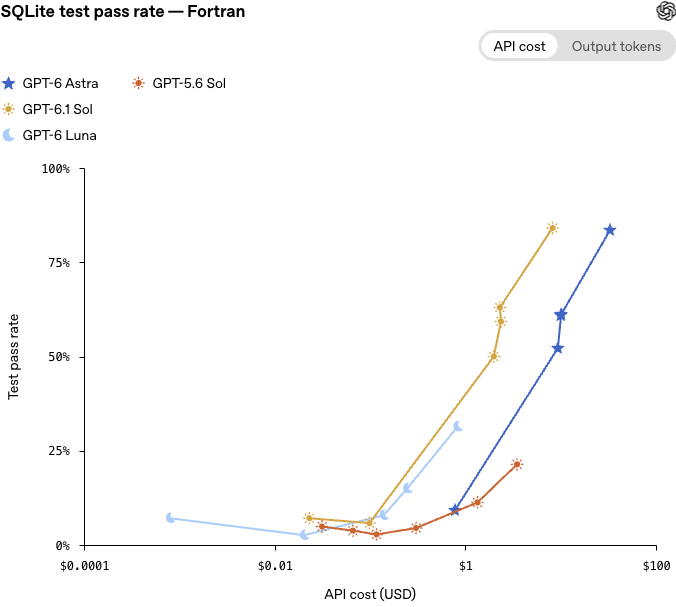 SQLite test pass rate — Fortran
API cost
Output tokens
GPT-6 Astra
GPT-5.6 Sol
GPT-6.1 Sol
GPT-6 Luna
100%
75%
50%
25%
0%
Test pass rate
$0.0001
$0.01
$1
$100
API cost (USD)